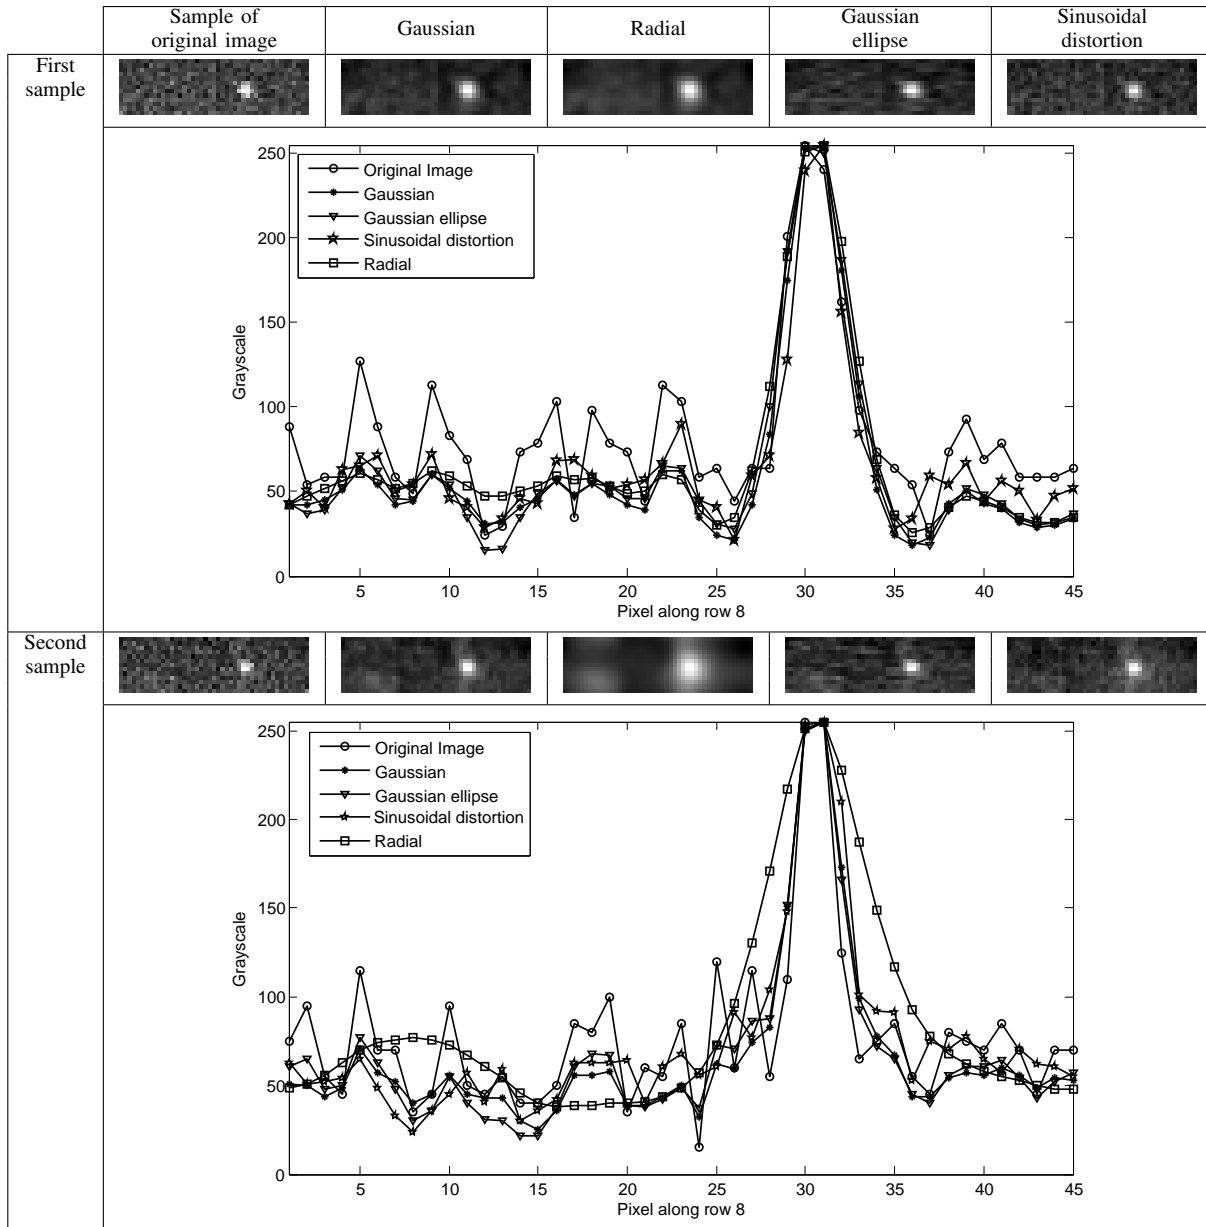 Sample of original image
Gaussian
Radial
Gaussian ellipse
Sinusoidal distortion
First sample
250
200
150
100
50
0
Grayscale
Original Image
Gaussian
Gaussian ellipse
Sinusoidal distortion
Radial
5 10 15 20 25 30 35 40 45
Pixel along row 8
Second sample
250
200
150
100
50
0
Grayscale
Original Image
Gaussian
Gaussian ellipse
Sinusoidal distortion
Radial
5 10 15 20 25 30 35 40 45
Pixel along row 8